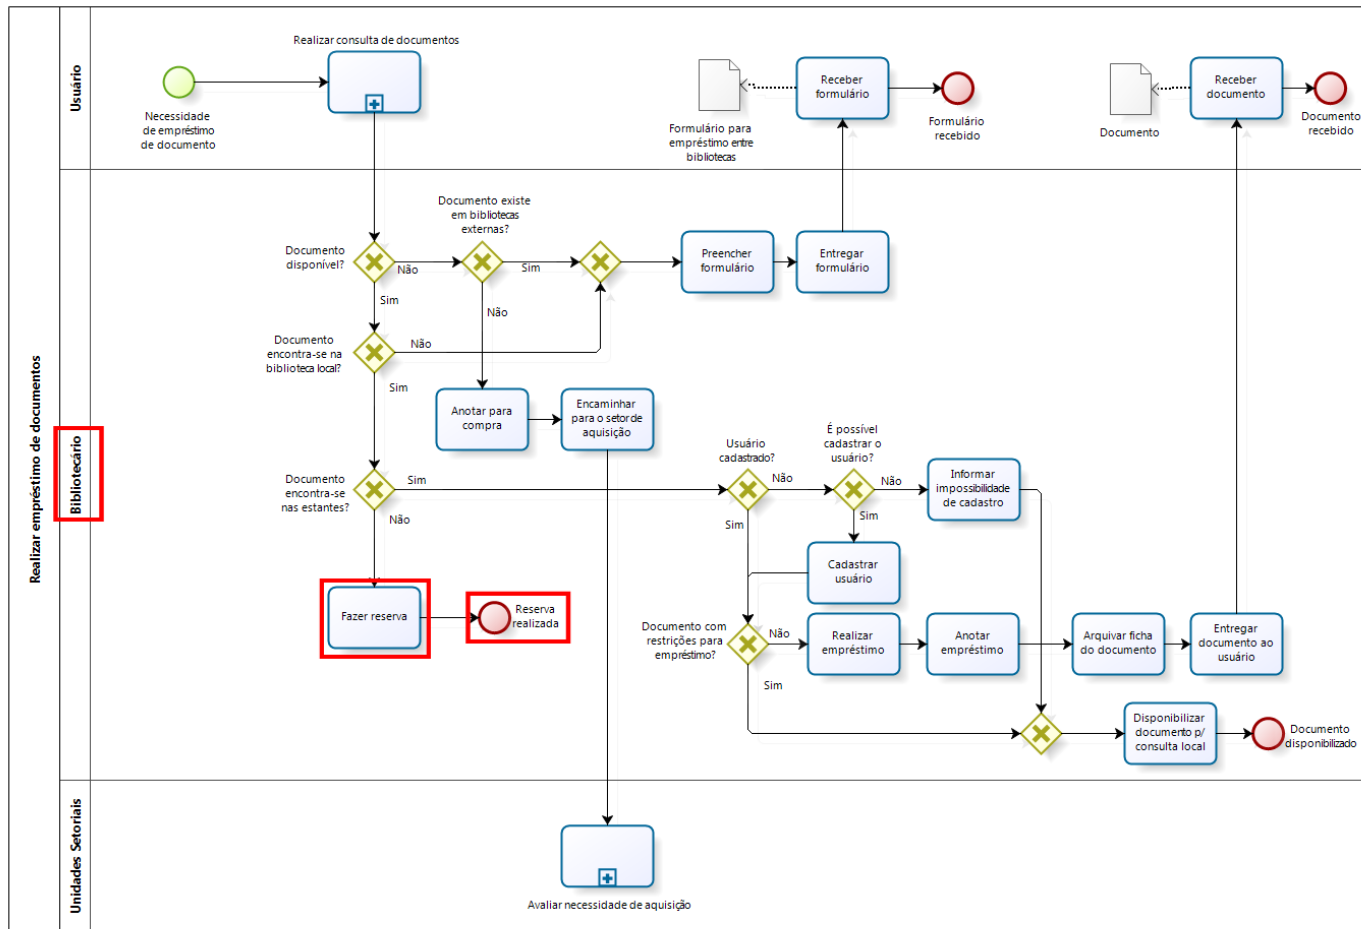 Realizar empréstimo de documentos
Usuário
Realizar consulta de documentos
Necessidade
de empréstimo
de documento
Formulário para
empréstimo entre
bibliotecas
Receber
formulário
Formulário
recebido
Documento
Receber
documento
Documento
recebido
Bibliotecário
Documento
disponível?
Não
Sim
Documento existe
em bibliotecas
externas?
Sim
Não
Preencher
formulário
Entregar
formulário
Documento
encontra-se na
biblioteca local?
Não
Sim
Anotar para
compra
Encaminhar
para o setor de
aquisição
Documento
encontra-se
nas estantes?
Sim
Não
Fazer reserva
Reserva
realizada
Usuário
cadastrado?
Não
Sim
É possível
cadastrar o
usuário?
Não
Sim
Informar
impossibilidade
de cadastro
Cadastrar
usuário
Documento com
restrições para
empréstimo?
Não
Sim
Realizar
empréstimo
Anotar
empréstimo
Arquivar ficha
do documento
Entregar
documento ao
usuário
Disponibilizar
documento p/
consulta local
Documento
disponibilizado
Unidades Setoriais
Avaliar necessidade de aquisição